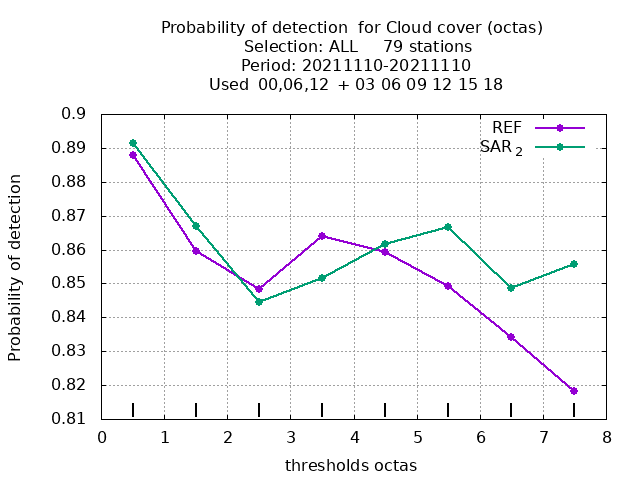 Probability of detection  for Cloud cover (octas)
Selection: ALL     79 stations
Period: 20211110-20211110
Used  00,06,12  + 03 06 09 12 15 18
REF
SAR 2
0.9
0.89
0.88
0.87
0.86
0.85
0.84
0.83
0.82
0.81
Probability of detection
0 1 2 3 4 5 6 7 8
thresholds octas